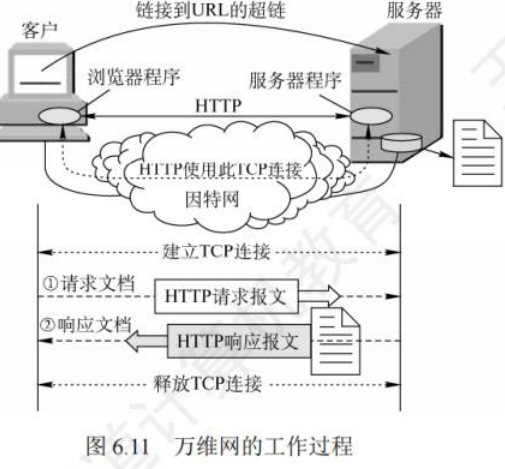 链接到URL的超链
客户
服务器
浏览器程序
服务器程序
HTTP
HTTP使用此TCP连接
因特网
建立TCP连接
①请求文档
HTTP请求报文
②响应文档
HTTP响应报文
释放TCP连接
图 6.11 万维网的工作过程